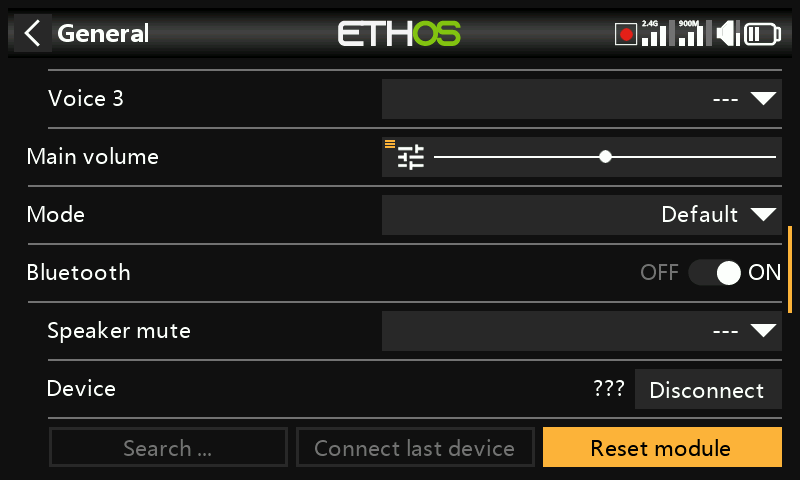 General
ETHOS
2.4G
900M
Voice 3
---
Main volume
Mode
Default
Bluetooth
OFF
ON
Speaker mute
---
Device
???
Disconnect
Search ...
Connect last device
Reset module